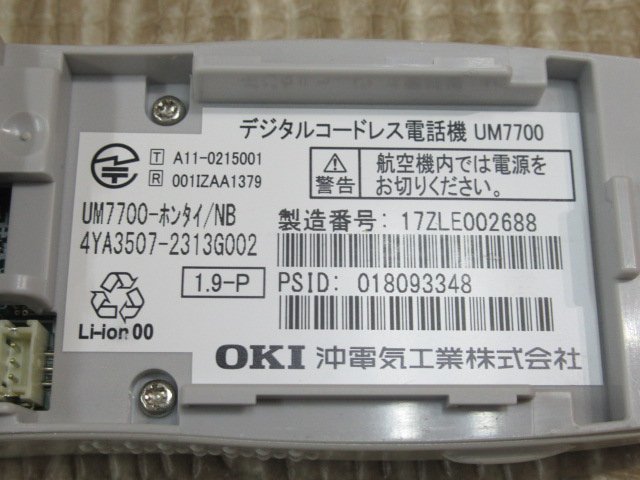 デジタルコードレス電話機 UM7700
T A11-0215001
R 001IZAA1379
警告 航空機内では電源を
お切りください。
UM7700-ホンタイ/NB
4YA3507-2313G002
製造番号: 17ZLE002688
1.9-P
PSID: 018093348
Li-ion 00
OKI 沖電気工業株式会社